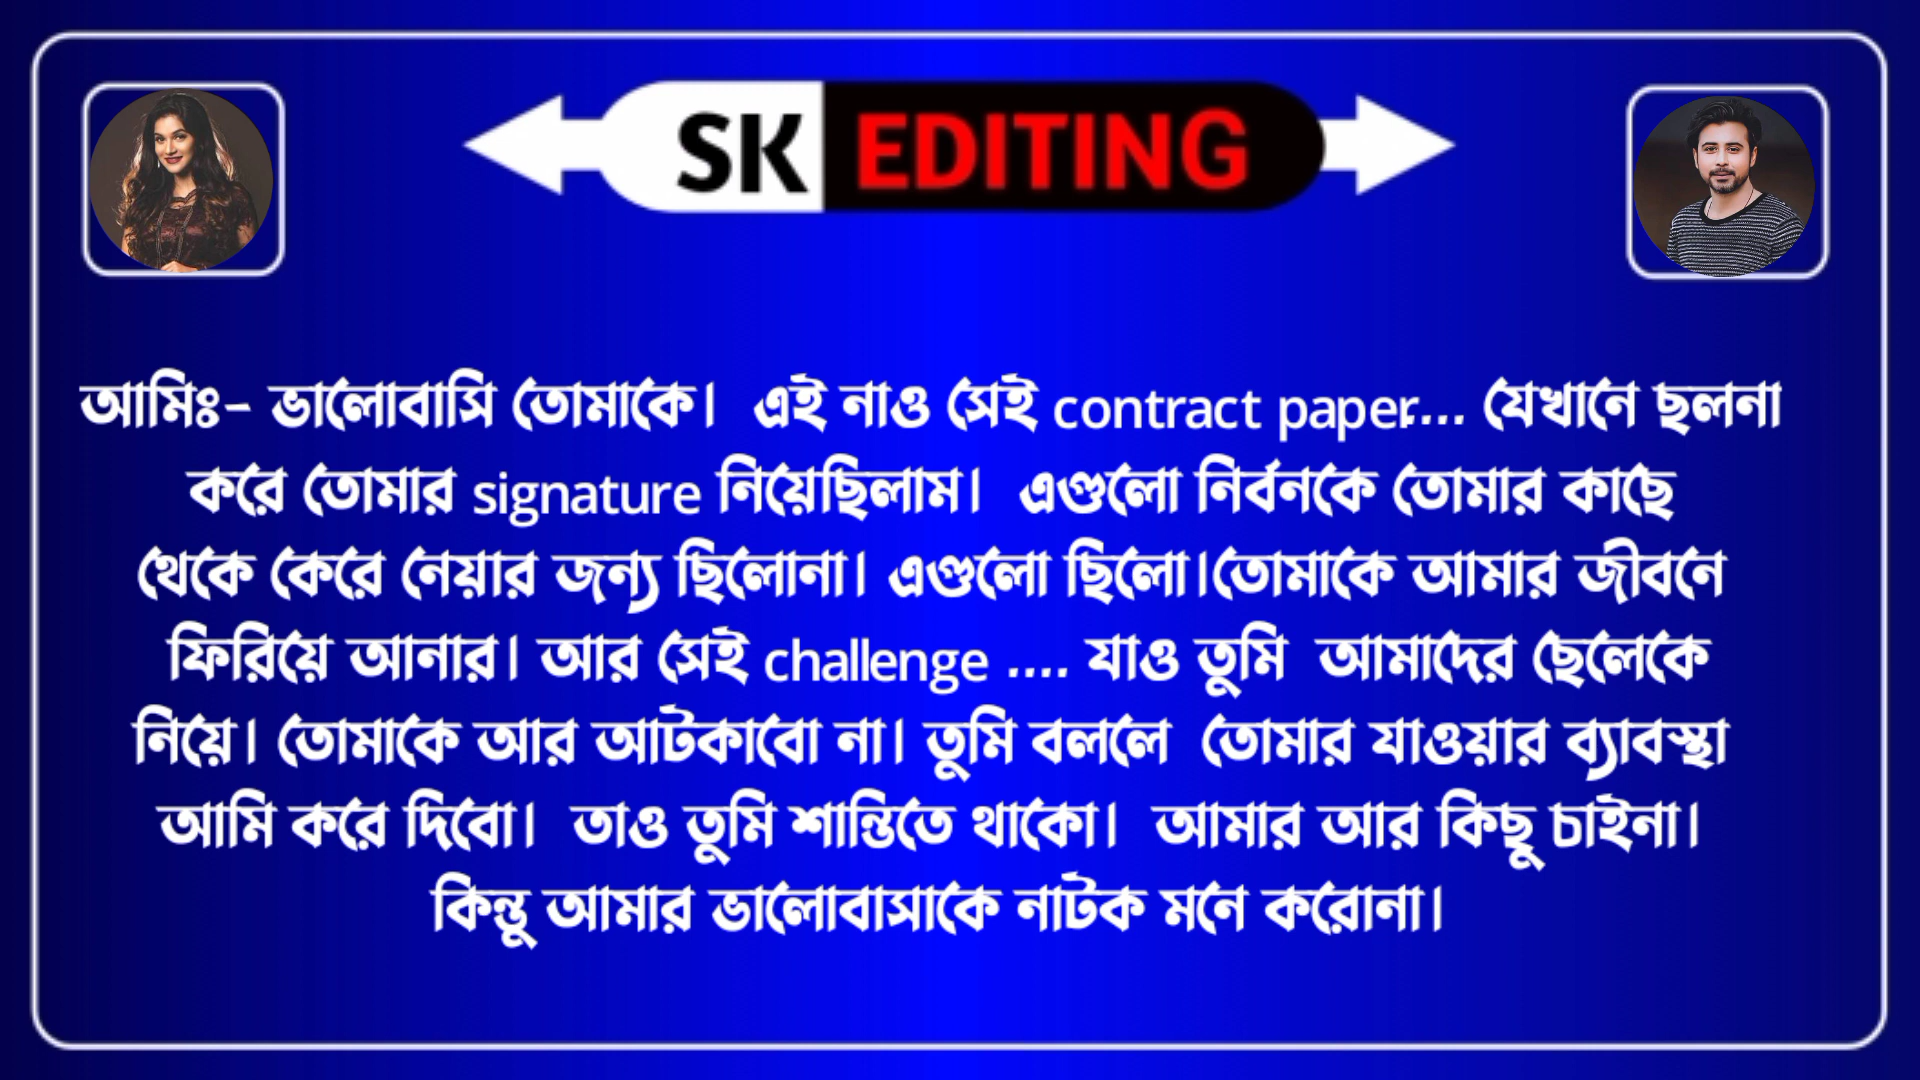 SK EDITING
আমিঃ- ভালোবাসি তোমাকে।  এই নাও সেই contract paper.... যেখানে ছলনা
করে তোমার signature নিয়েছিলাম।  এগুলো নির্বনকে তোমার কাছে
থেকে কেরে নেয়ার জন্য ছিলোনা। এগুলো ছিলো।তোমাকে আমার জীবনে
ফিরিয়ে আনার। আর সেই challenge .... যাও তুমি  আমাদের ছেলেকে
নিয়ে। তোমাকে আর আটকাবো না। তুমি বললে  তোমার যাওয়ার ব্যাবস্থা
আমি করে দিবো।  তাও তুমি শান্তিতে থাকো।  আমার আর কিছু চাইনা।
কিন্তু আমার ভালোবাসাকে নাটক মনে করোনা।